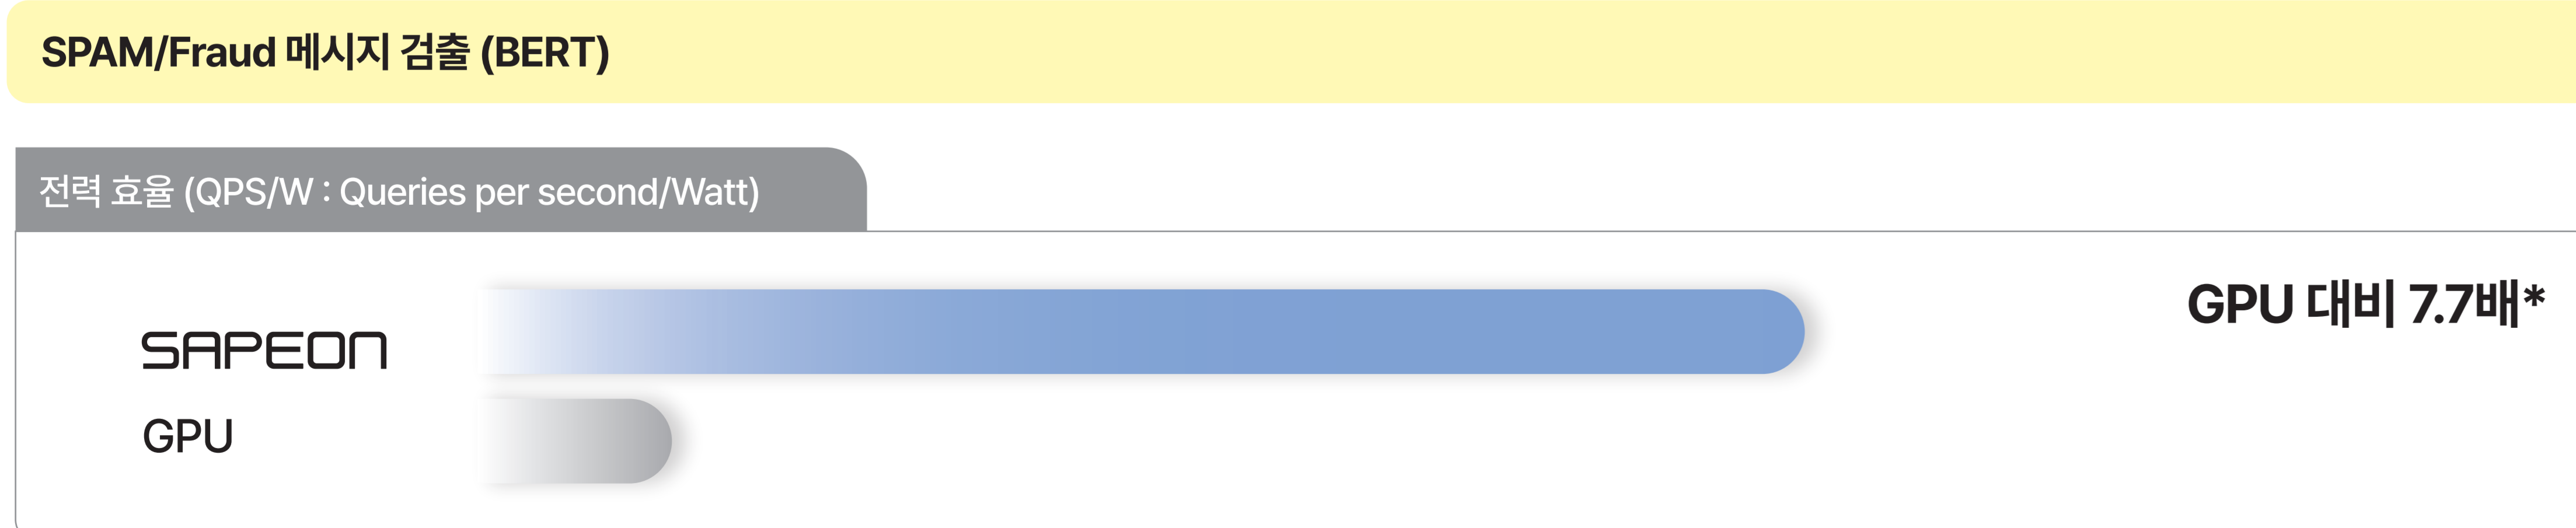 SPAM/Fraud 메시지 검출 (BERT)
전력 효율 (QPS/W : Queries per second/Watt)
GPU 대비 7.7배*
SAPEON
GPU